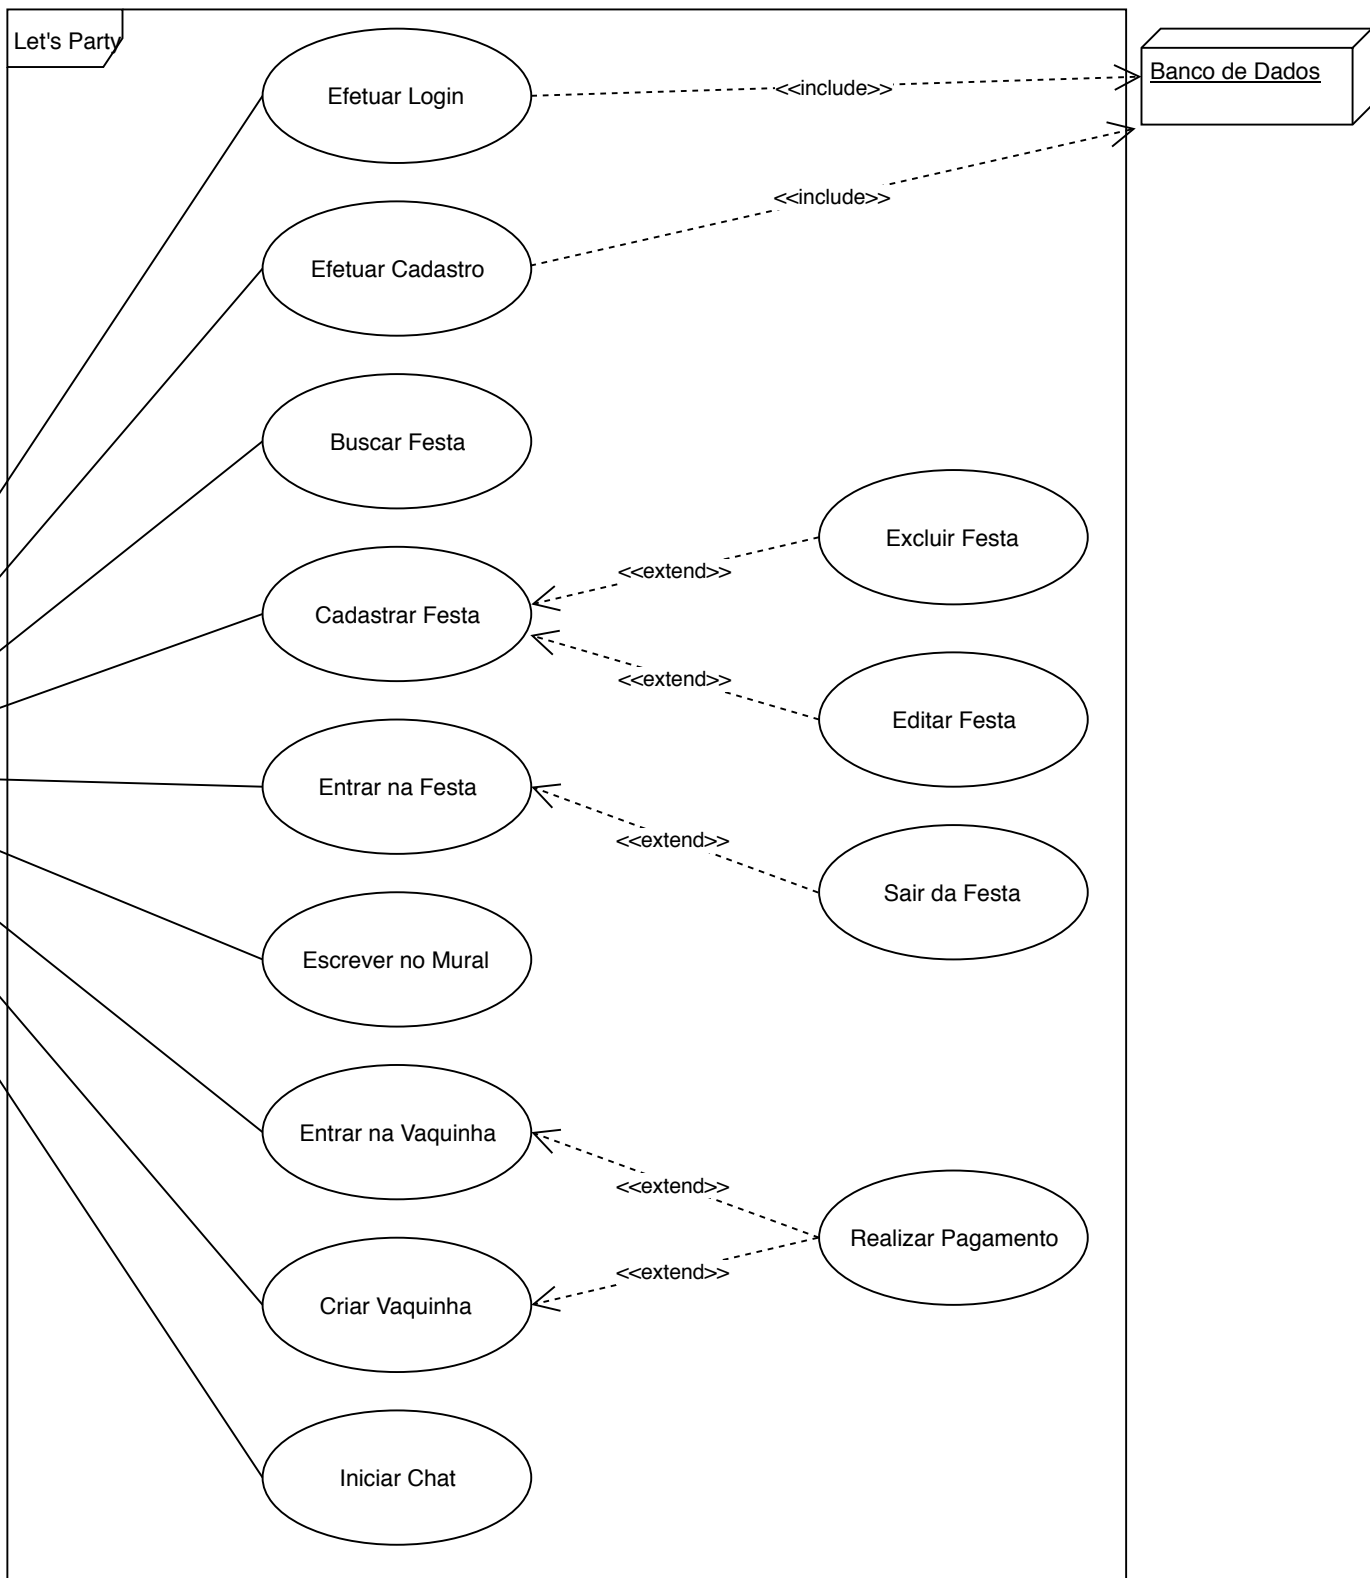 Let's Party
Banco de Dados
Efetuar Login
<<include>>
<<include>>
Efetuar Cadastro
Buscar Festa
Excluir Festa
<<extend>>
Cadastrar Festa
<<extend>>
Editar Festa
Entrar na Festa
<<extend>>
Sair da Festa
Escrever no Mural
Entrar na Vaquinha
<<extend>>
Realizar Pagamento
<<extend>>
Criar Vaquinha
Iniciar Chat